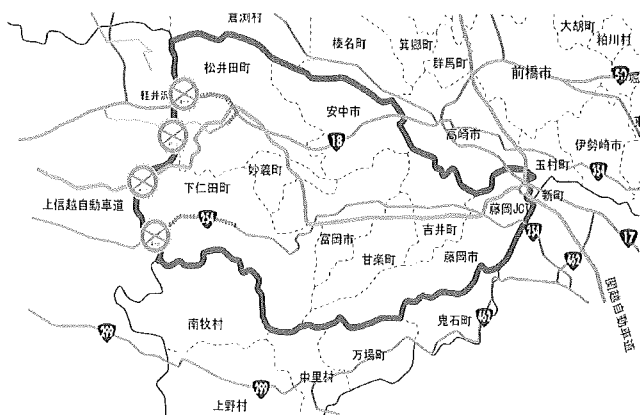 倉渕村
榛名町
箕郷町
大胡町
粕川村
群馬町
松井田町
前橋市
50
軽井沢
安中市
高崎市
伊勢崎市
18
玉村町
妙義町
下仁田町
新町
上信越自動車道
254
藤岡JCT
17
富岡市
吉井町
254
甘楽町
藤岡市
462
関越自動車道
南牧村
鬼石町
462
299
万場町
中里村
299
上野村